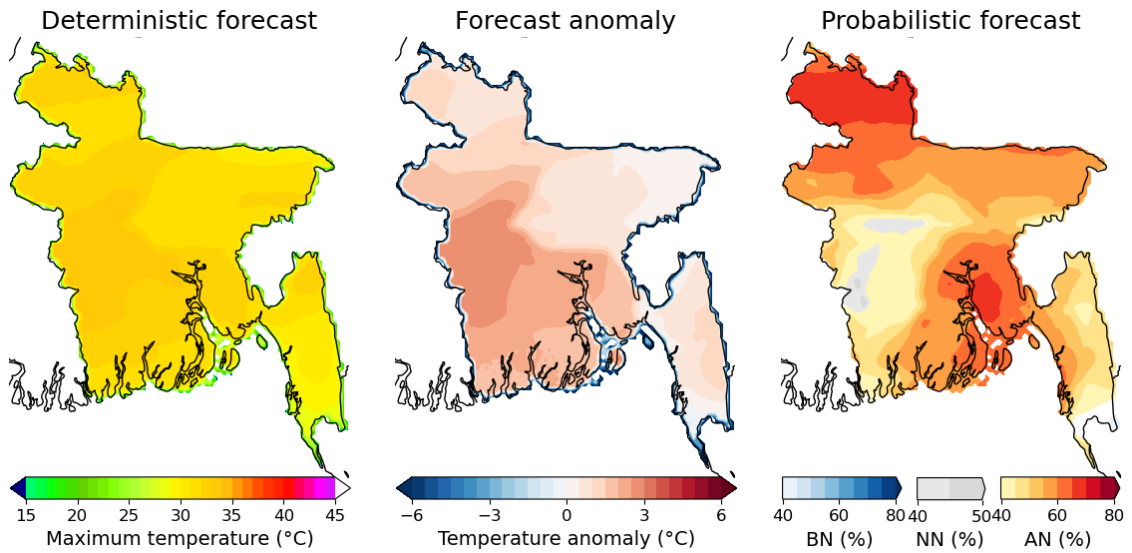 Deterministic forecast
Forecast anomaly
Probabilistic forecast
15 20 25 30 35 40 45
Maximum temperature (°C)
−6 −3 0 3 6
Temperature anomaly (°C)
40 60 80
BN (%)
40 50
NN (%)
40 60 80
AN (%)